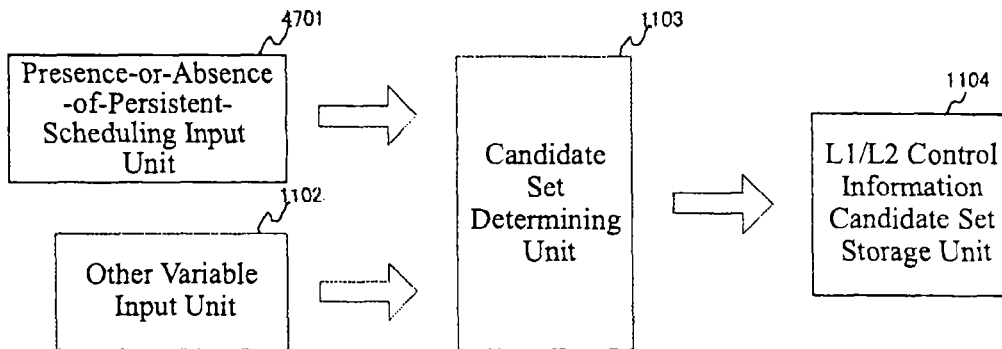 4701
Presence-or-Absence
-of-Persistent-
Scheduling Input
Unit
1102
Other Variable
Input Unit
1103
Candidate
Set
Determining
Unit
1104
L1/L2 Control
Information
Candidate Set
Storage Unit